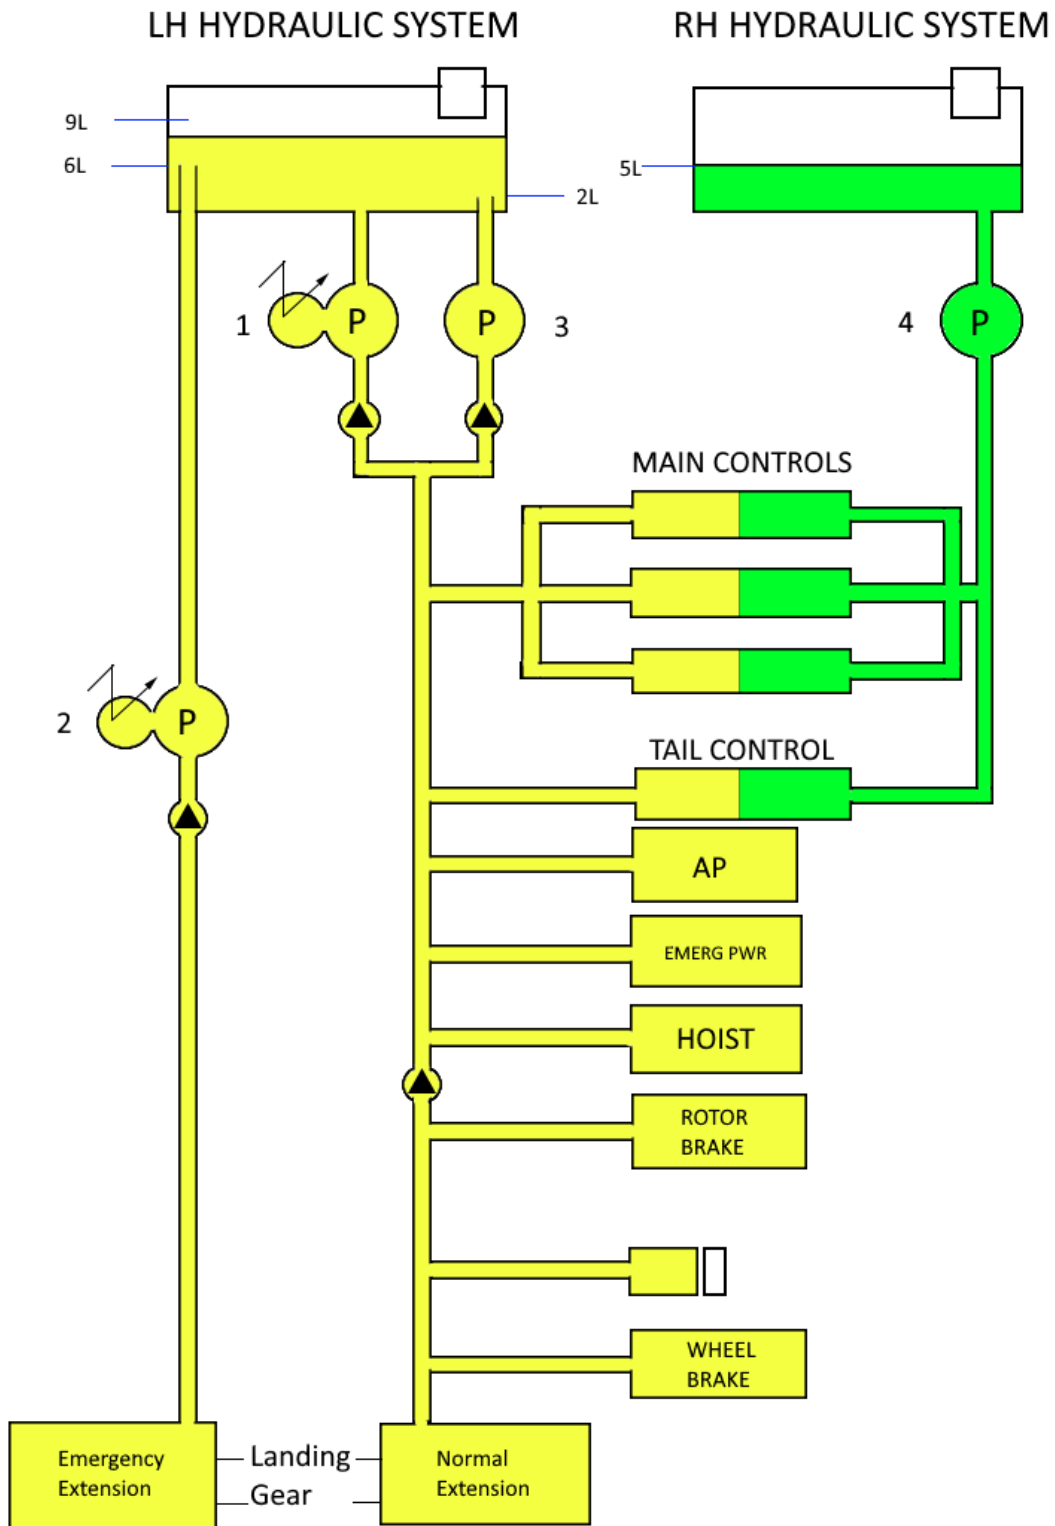 LH HYDRAULIC SYSTEM
RH HYDRAULIC SYSTEM
9L
6L
2L
5L
1
P
P
3
4
P
MAIN CONTROLS
2
P
TAIL CONTROL
AP
EMERG PWR
HOIST
ROTOR
BRAKE
WHEEL
BRAKE
Emergency
Extension
Landing
Gear
Normal
Extension